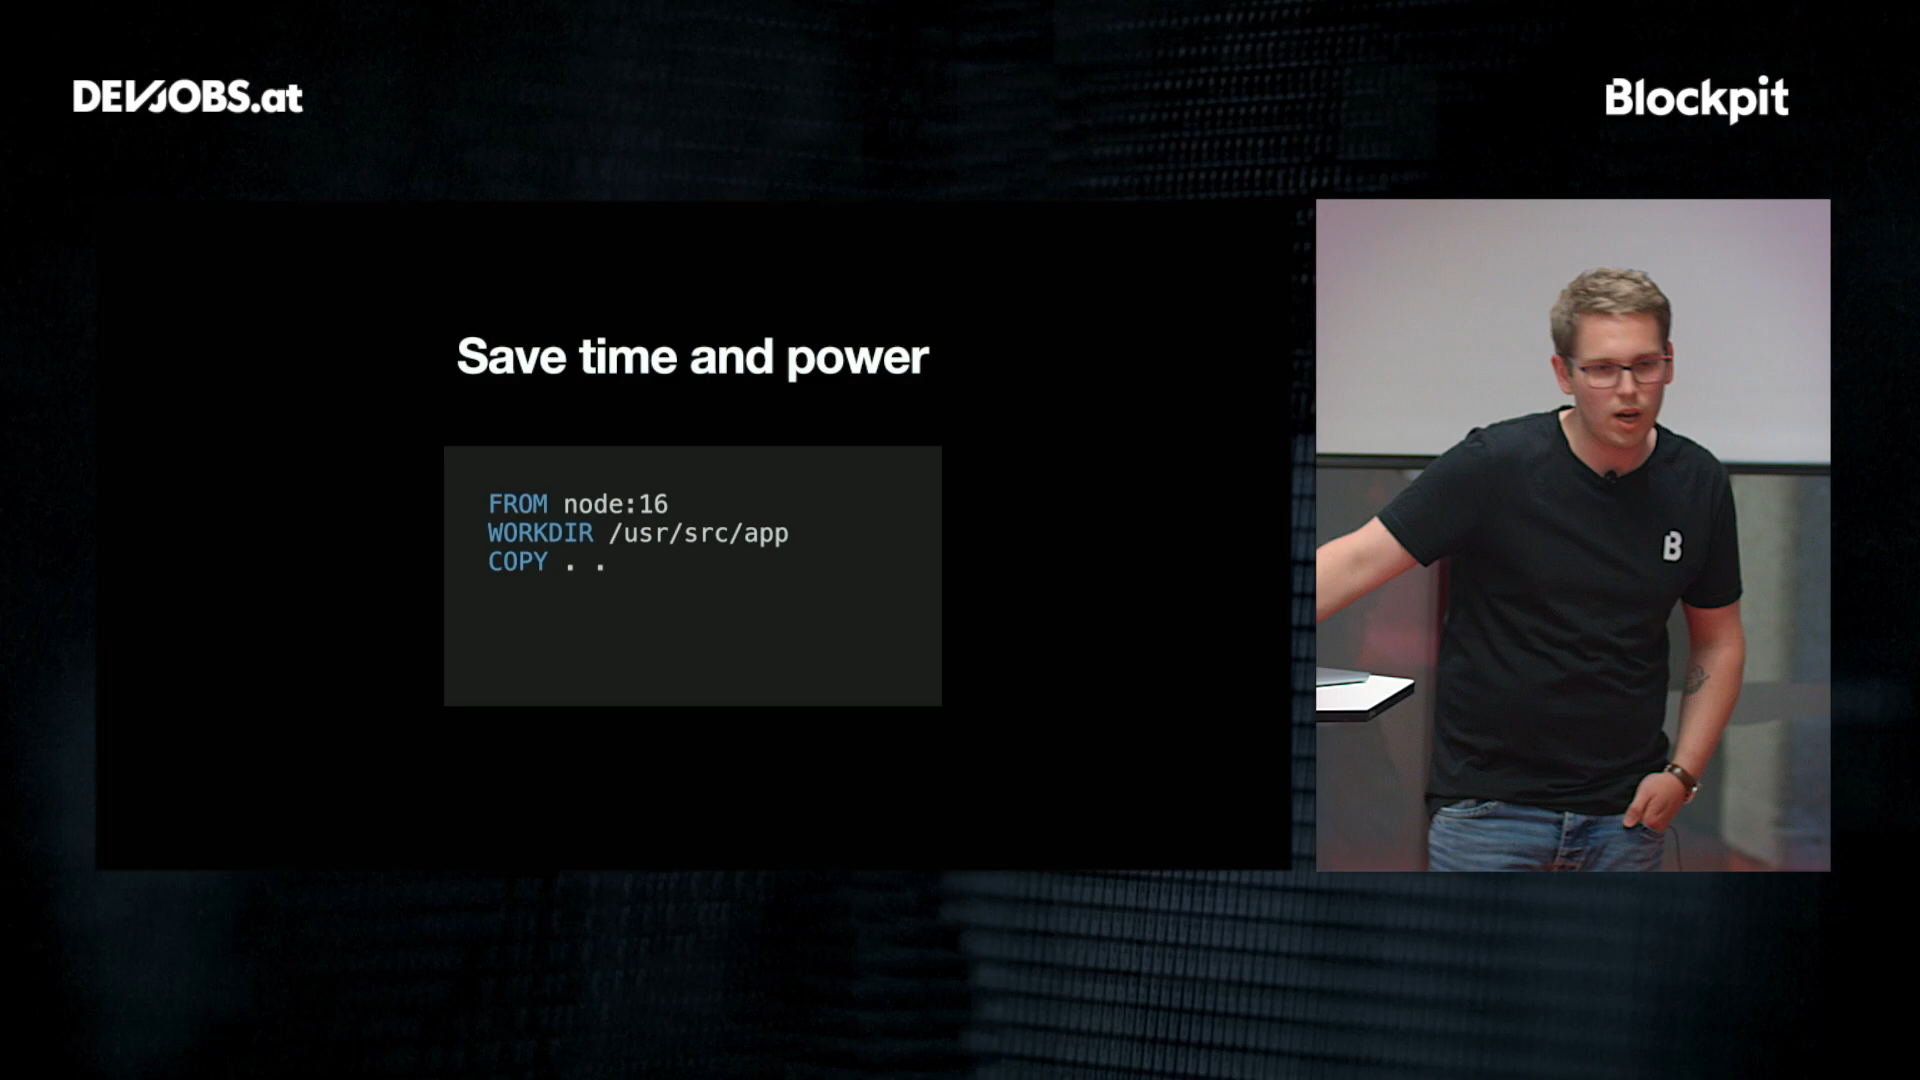 DEVJOBS.at
Blockpit
Save time and power
FROM node:16
WORKDIR /usr/src/app
COPY . .
B